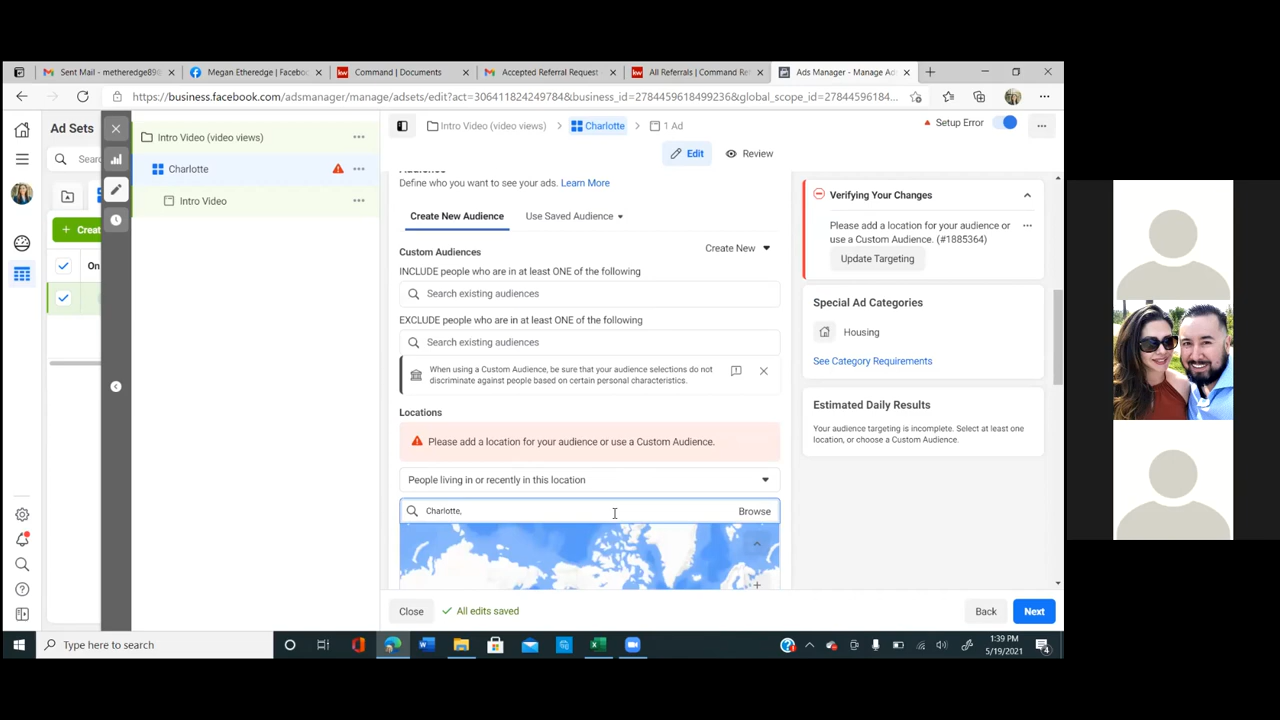 Sent Mail - metheredge89
Megan Etheredge | Facebo
Command | Documents
Accepted Referral Request
All Referrals | Command Re
Ads Manager - Manage Ad
https://business.facebook.com/adsmanager/manage/adsets/edit?act=306411824249784&business_id=2784459618499236&global_scope_id=27844596184...
Ad Sets
Intro Video (video views)
Intro Video (video views) > Charlotte > 1 Ad
Setup Error
Edit
Review
Searc
Charlotte
Intro Video
Creat
On
Define who you want to see your ads. Learn More
Create New Audience
Use Saved Audience
Custom Audiences
Create New
INCLUDE people who are in at least ONE of the following
Search existing audiences
EXCLUDE people who are in at least ONE of the following
Search existing audiences
When using a Custom Audience, be sure that your audience selections do not
discriminate against people based on certain personal characteristics.
Locations
Please add a location for your audience or use a Custom Audience.
People living in or recently in this location
Charlotte,
Browse
Verifying Your Changes
Please add a location for your audience or
use a Custom Audience. (#1885364)
Update Targeting
Special Ad Categories
Housing
See Category Requirements
Estimated Daily Results
Your audience targeting is incomplete. Select at least one
location, or choose a Custom Audience.
Close
All edits saved
Back
Next
Type here to search
1:39 PM
5/19/2021
4